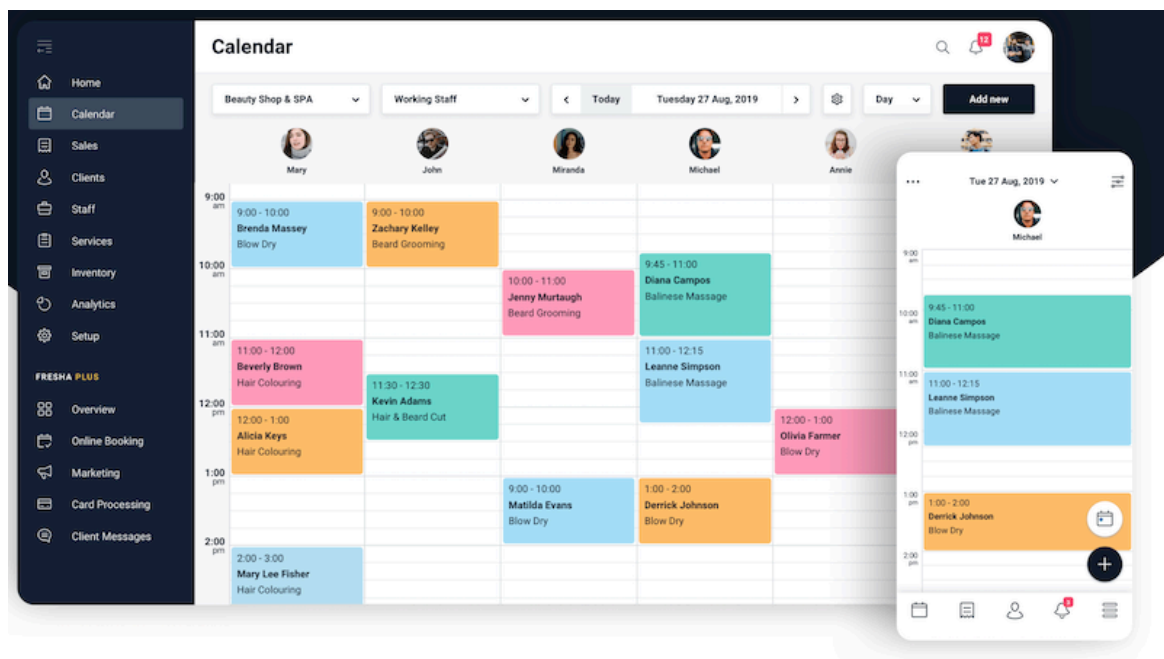 Calendar
12
Home
Calendar
Sales
Clients
Staff
Services
Inventory
Analytics
Setup
FRESHA PLUS
Overview
Online Booking
Marketing
Card Processing
Client Messages
Beauty Shop & SPA
Working Staff
Today
Tuesday 27 Aug, 2019
Day
Add new
Mary
John
Miranda
Michael
Annie
9:00
am
10:00
am
11:00
am
12:00
pm
1:00
pm
2:00
pm
9:00 - 10:00
Brenda Massey
Blow Dry
11:00 - 12:00
Beverly Brown
Hair Colouring
12:00 - 1:00
Alicia Keys
Hair Colouring
2:00 - 3:00
Mary Lee Fisher
Hair Colouring
9:00 - 10:00
Zachary Kelley
Beard Grooming
11:30 - 12:30
Kevin Adams
Hair & Beard Cut
10:00 - 11:00
Jenny Murtaugh
Beard Grooming
9:00 - 10:00
Matilda Evans
Blow Dry
9:45 - 11:00
Diana Campos
Balinese Massage
11:00 - 12:15
Leanne Simpson
Balinese Massage
1:00 - 2:00
Derrick Johnson
Blow Dry
12:00 - 1:00
Olivia Farmer
Blow Dry
Tue 27 Aug, 2019
Michael
9:00
am
10:00
am
11:00
am
12:00
pm
1:00
pm
2:00
pm
9:45 - 11:00
Diana Campos
Balinese Massage
11:00 - 12:15
Leanne Simpson
Balinese Massage
1:00 - 2:00
Derrick Johnson
Blow Dry